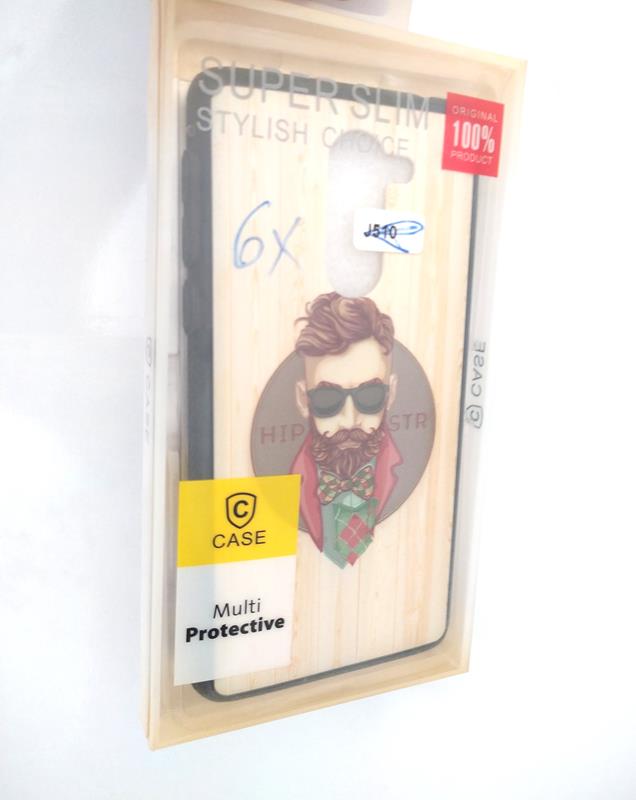 SUPER SLIM
STYLISH CHOICE
ORIGINAL
100%
PRODUCT
6X
J510
HIP STR
C CASE
C
CASE
Multi
Protective
C CASE